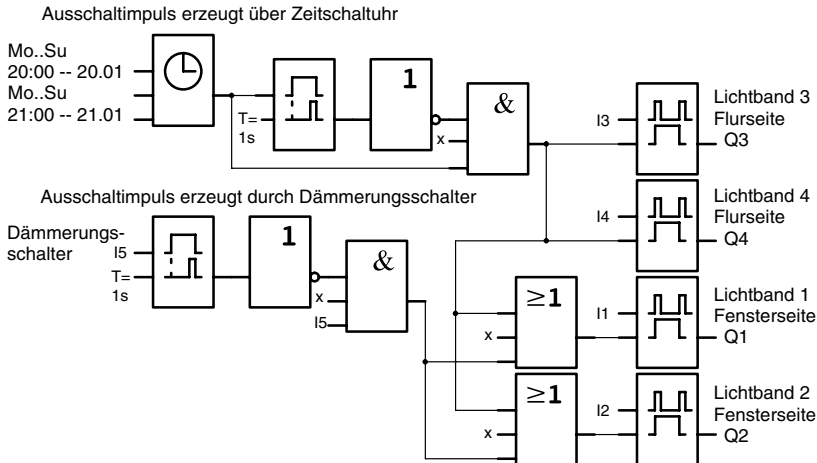 Ausschaltimpuls erzeugt über Zeitschaltuhr
Mo..Su
20:00 -- 20.01
Mo..Su
21:00 -- 21.01
T=
1s
1
x
&
I3
Lichtband 3
Flurseite
Q3
Ausschaltimpuls erzeugt durch Dämmerungsschalter
Dämmerungs-
schalter
I5
T=
1s
1
x
I5
&
I4
Lichtband 4
Flurseite
Q4
≥1
x
I1
Lichtband 1
Fensterseite
Q1
≥1
x
I2
Lichtband 2
Fensterseite
Q2